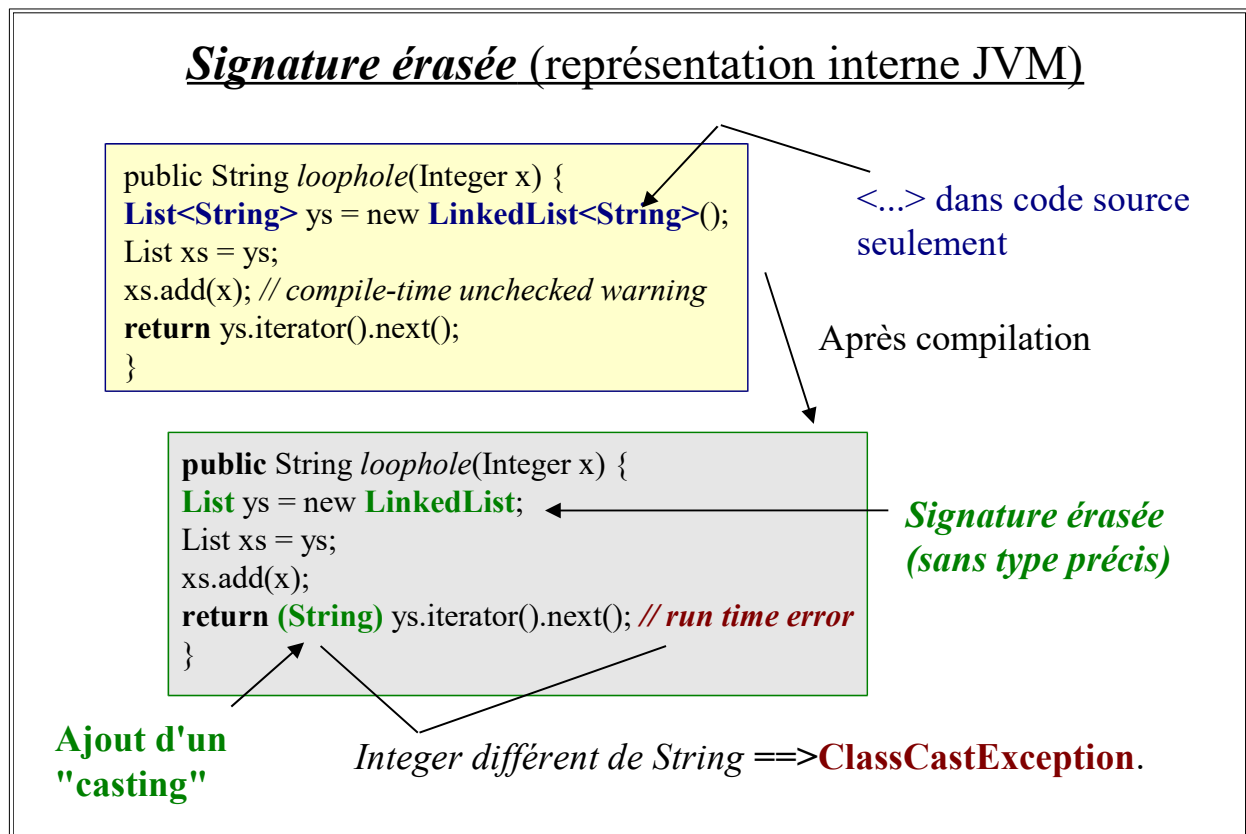 Signature érasée (représentation interne JVM)
public String loophole(Integer x) {
List<String> ys = new LinkedList<String>();
List xs = ys;
xs.add(x); // compile-time unchecked warning
return ys.iterator().next();
}
<...> dans code source
seulement
Après compilation
public String loophole(Integer x) {
List ys = new LinkedList;
List xs = ys;
xs.add(x);
return (String) ys.iterator().next(); // run time error
}
Signature érasée
(sans type précis)
Ajout d'un
"casting"
Integer différent de String ==>ClassCastException.